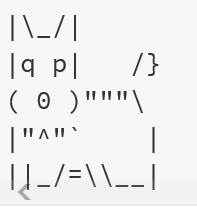 |\_/|
|q p|   /}
( 0 )"""\
|"^"`    |
||_/=\\__|